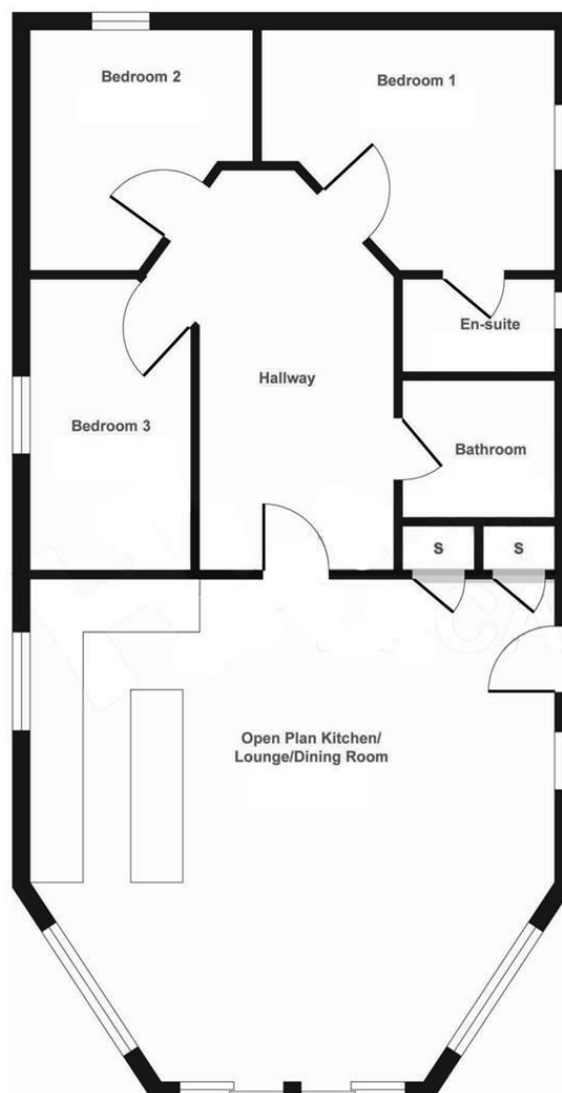 Bedroom 2
Bedroom 1
En-suite
Hallway
Bedroom 3
Bathroom
S
S
Open Plan Kitchen/
Lounge/Dining Room